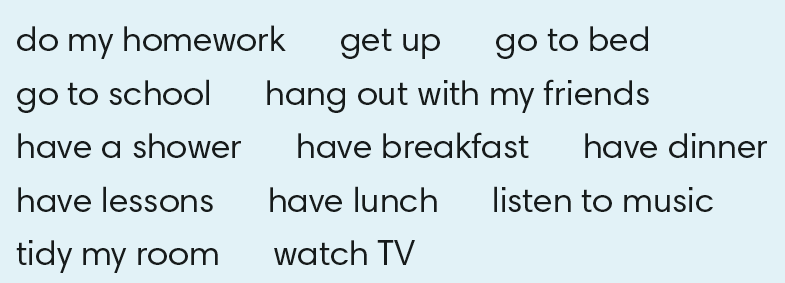 do my homework get up go to bed
go to school hang out with my friends
have a shower have breakfast have dinner
have lessons have lunch listen to music
tidy my room watch TV